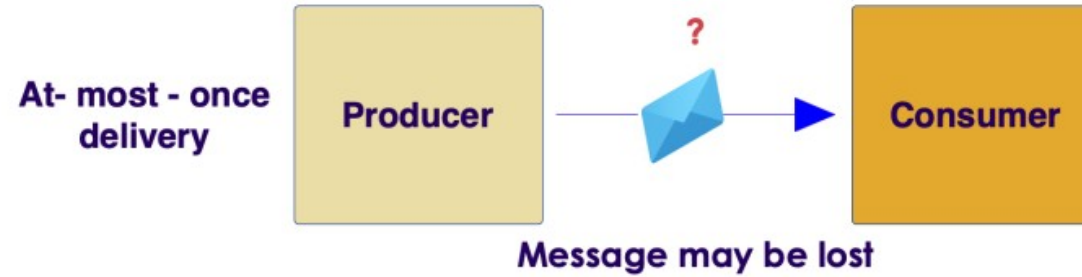 At- most - once
delivery
Producer
?
Consumer
Message may be lost